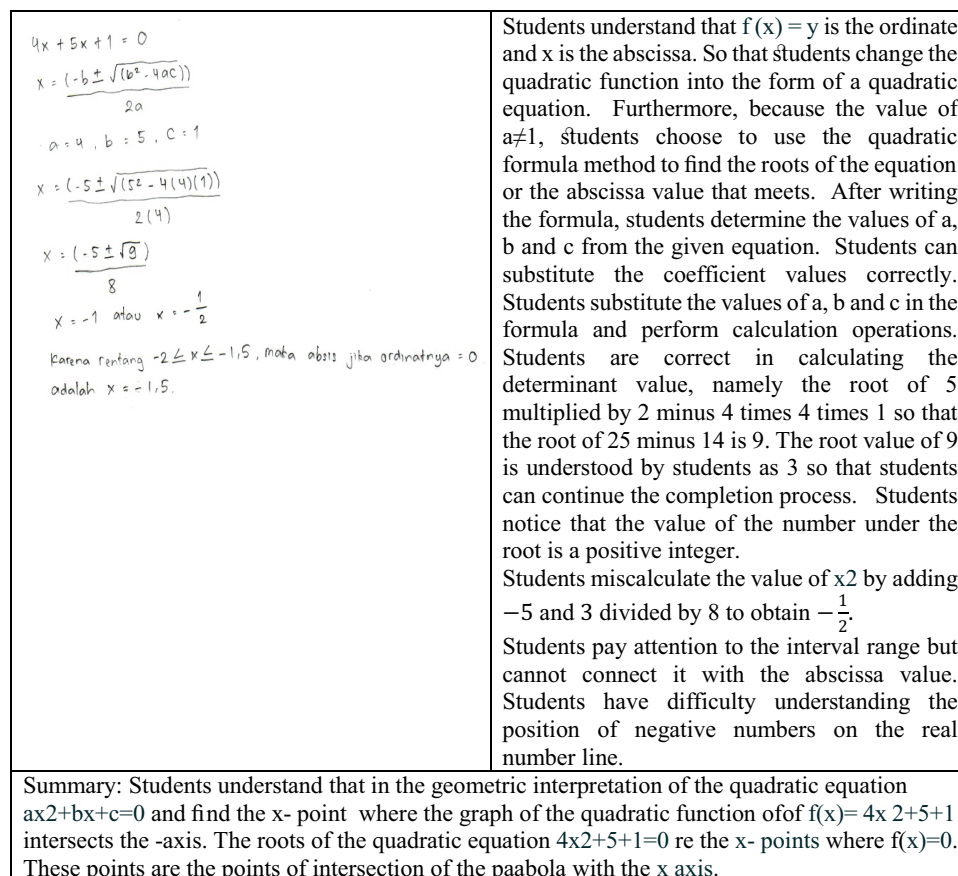 4x + 5x + 1 = 0
x = (-b ± √(b² - 4ac))
2a
a = 4, b = 5, c = 1
x = (-5 ± √(5² - 4(4)(1))
2(4)
x = (-5 ± √9)
8
x = -1 atau x = -1/2
Karena rentang -2 ≤ x ≤ -1,5, maka absis jika ordinatnya = 0
adalah x = -1,5.
Students understand that f (x) = y is the ordinate
and x is the abscissa. So that students change the
quadratic function into the form of a quadratic
equation. Furthermore, because the value of
a≠1, students choose to use the quadratic
formula method to find the roots of the equation
or the abscissa value that meets. After writing
the formula, students determine the values of a,
b and c from the given equation. Students can
substitute the coefficient values correctly.
Students substitute the values of a, b and c in the
formula and perform calculation operations.
Students are correct in calculating the
determinant value, namely the root of 5
multiplied by 2 minus 4 times 4 times 1 so that
the root of 25 minus 14 is 9. The root value of 9
is understood by students as 3 so that students
can continue the completion process. Students
notice that the value of the number under the
root is a positive integer.
Students miscalculate the value of x2 by adding
−5 and 3 divided by 8 to obtain −1/2.
Students pay attention to the interval range but
cannot connect it with the abscissa value.
Students have difficulty understanding the
position of negative numbers on the real
number line.
Summary: Students understand that in the geometric interpretation of the quadratic equation
ax2+bx+c=0 and find the x- point where the graph of the quadratic function ofof f(x)= 4x 2+5+1
intersects the -axis. The roots of the quadratic equation 4x2+5+1=0 re the x- points where f(x)=0.
These points are the points of intersection of the paabola with the x axis.